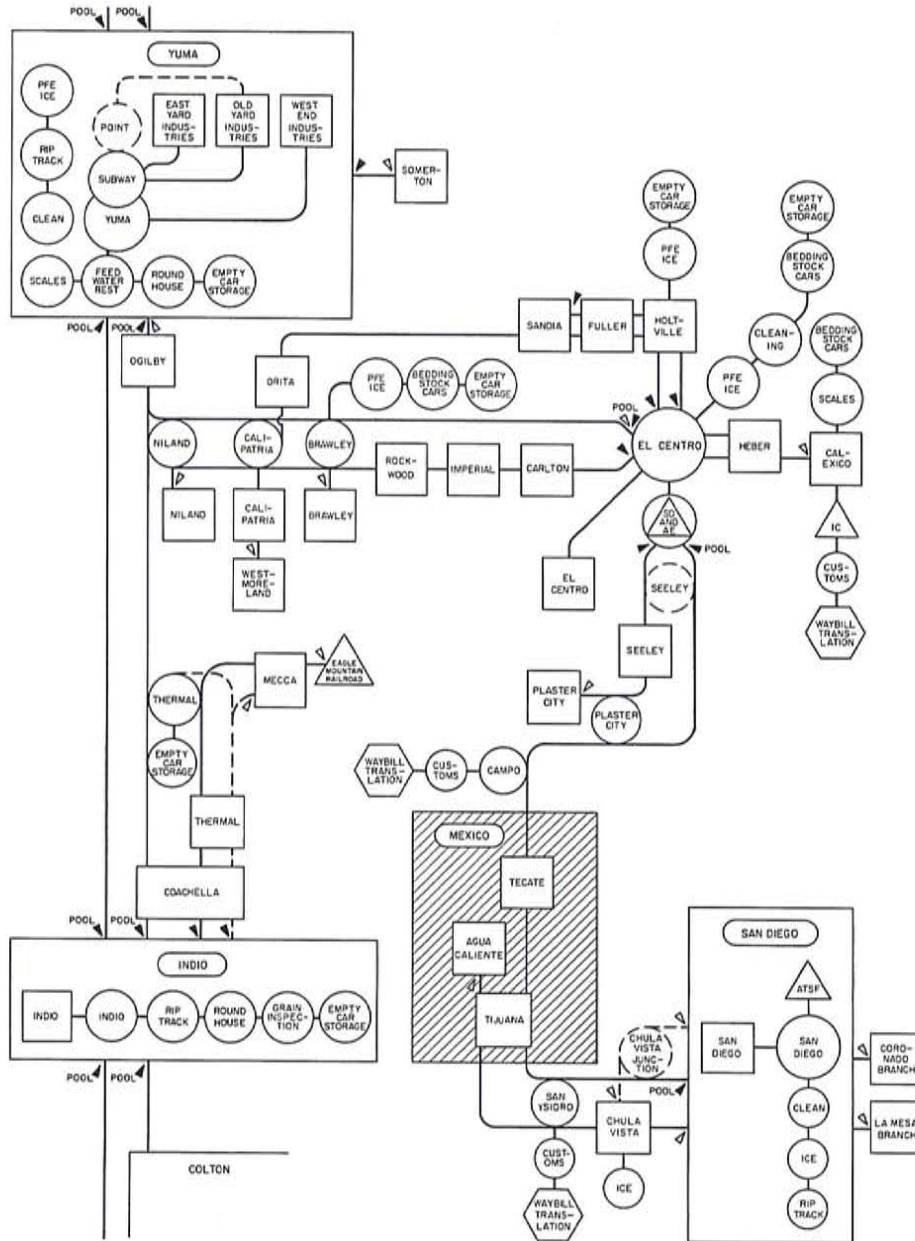 POOL
POOL
YUMA
PFE
ICE
POINT
EAST
YARD
INDUS-
TRIES
OLD
YARD
INDUS-
TRIES
WEST
END
INDUS-
TRIES
RIP
TRACK
SUBWAY
CLEAN
YUMA
SOMER-
TON
SCALES
FEED
WATER
REST
ROUND
HOUSE
EMPTY
CAR
STORAGE
POOL
POOL
EMPTY
CAR
STORAGE
PFE
ICE
EMPTY
CAR
STORAGE
BEDDING
STOCK
CARS
CLEAN-
ING
PFE
ICE
BEDDING
STOCK
CARS
SCALES
OGILBY
SANDIA
FULLER
HOLT-
VILLE
ORITA
PFE
ICE
BEDDING
STOCK
CARS
EMPTY
CAR
STORAGE
POOL
NILAND
CALI-
PATRIA
BRAWLEY
EL CENTRO
HEBER
CAL-
EXICO
ROCK-
WOOD
IMPERIAL
CARLTON
NILAND
CALI-
PATRIA
BRAWLEY
SD
AND
AE
POOL
IC
WEST-
MORE-
LAND
EL
CENTRO
SEELEY
CUS-
TOMS
WAYBILL
TRANS-
LATION
SEELEY
MECCA
EAGLE
MOUNTAIN
RAILROAD
THERMAL
PLASTER
CITY
PLASTER
CITY
EMPTY
CAR
STORAGE
WAYBILL
TRANS-
LATION
CUS-
TOMS
CAMPO
THERMAL
MEXICO
COACHELLA
TECATE
POOL
POOL
AGUA
CALIENTE
SAN DIEGO
INDIO
INDIO
INDIO
RIP
TRACK
ROUND
HOUSE
GRAIN
INSPEC-
TION
EMPTY
CAR
STORAGE
ATSF
TIJUANA
CHULA
VISTA
JUNC-
TION
SAN
DIEGO
SAN
DIEGO
CORO-
NADO
BRANCH
POOL
POOL
POOL
SAN
YSIDRO
CHULA
VISTA
CLEAN
LA MESA
BRANCH
COLTON
CUST-
OMS
ICE
ICE
WAYBILL
TRANS-
LATION
RIP
TRACK